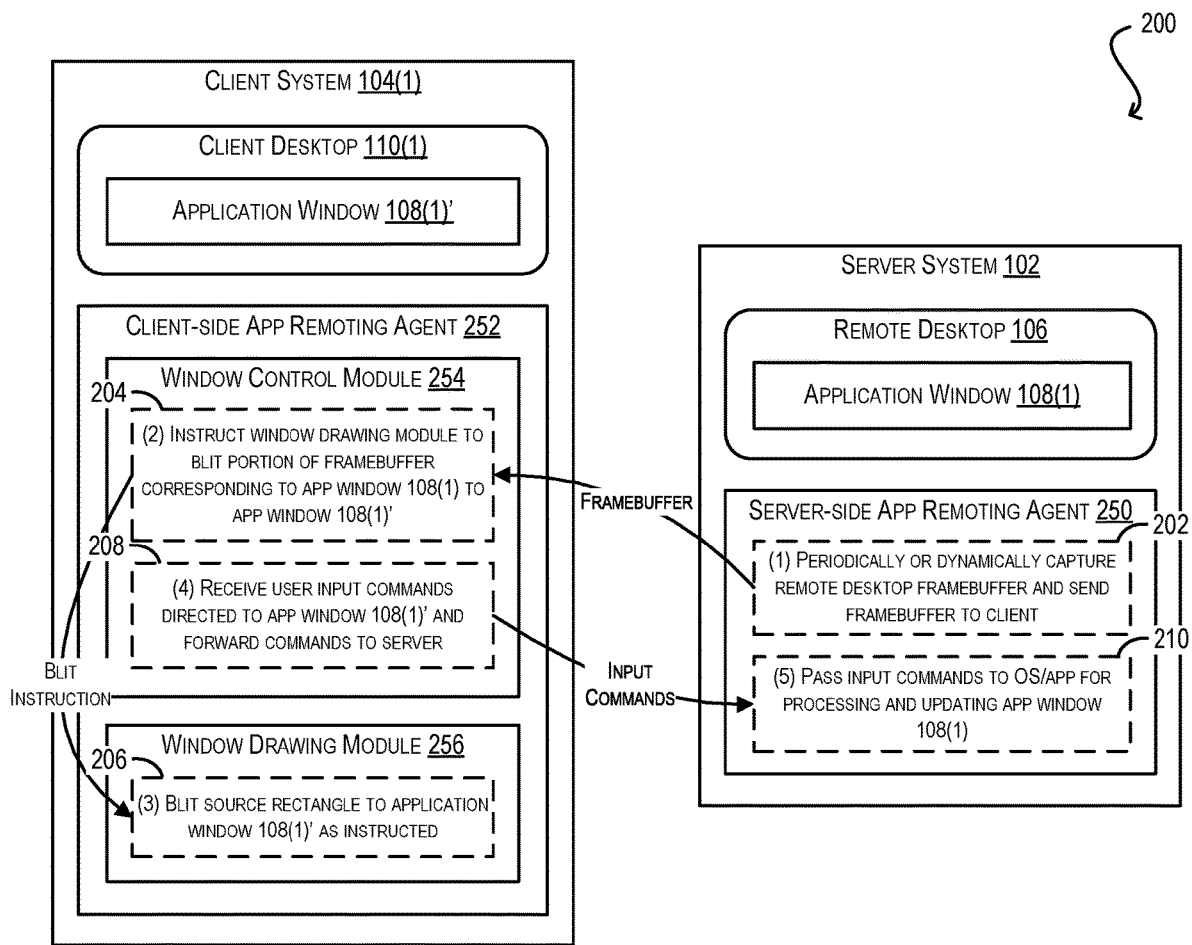 200
CLIENT SYSTEM 104(1)
CLIENT DESKTOP 110(1)
APPLICATION WINDOW 108(1)’
CLIENT-SIDE APP REMOTING AGENT 252
WINDOW CONTROL MODULE 254
204
(2) INSTRUCT WINDOW DRAWING MODULE TO
BLIT PORTION OF FRAMEBUFFER
CORRESPONDING TO APP WINDOW 108(1) TO
APP WINDOW 108(1)’
208
(4) RECEIVE USER INPUT COMMANDS
DIRECTED TO APP WINDOW 108(1)’ AND
FORWARD COMMANDS TO SERVER
BLIT
INSTRUCTION
WINDOW DRAWING MODULE 256
206
(3) BLIT SOURCE RECTANGLE TO APPLICATION
WINDOW 108(1)’ AS INSTRUCTED
FRAMEBUFFER
INPUT
COMMANDS
SERVER SYSTEM 102
REMOTE DESKTOP 106
APPLICATION WINDOW 108(1)
SERVER-SIDE APP REMOTING AGENT 250
202
(1) PERIODICALLY OR DYNAMICALLY CAPTURE
REMOTE DESKTOP FRAMEBUFFER AND SEND
FRAMEBUFFER TO CLIENT
210
(5) PASS INPUT COMMANDS TO OS/APP FOR
PROCESSING AND UPDATING APP WINDOW
108(1)